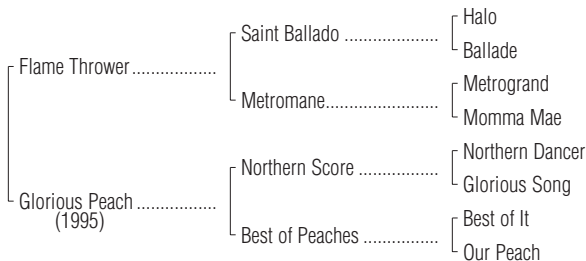 Halo
Saint Ballado ....................
Ballade
Flame Thrower ..................
Metrogrand
Metromane ........................
Momma Mae
Northern Dancer
Northern Score .................
Glorious Song
Glorious Peach .................
(1995)
Best of It
Best of Peaches ................
Our Peach